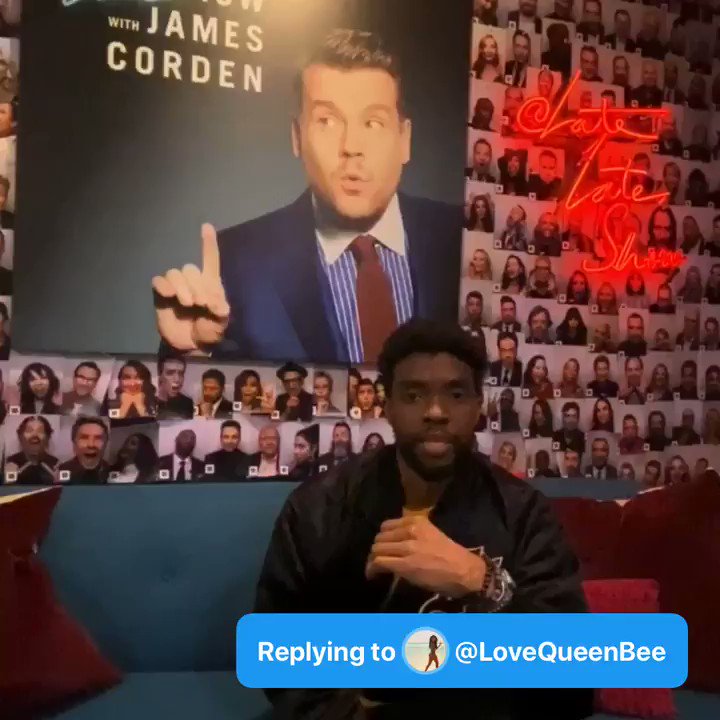 WITH JAMES
CORDEN
@Late
Late
Show
Replying to @LoveQueenBee